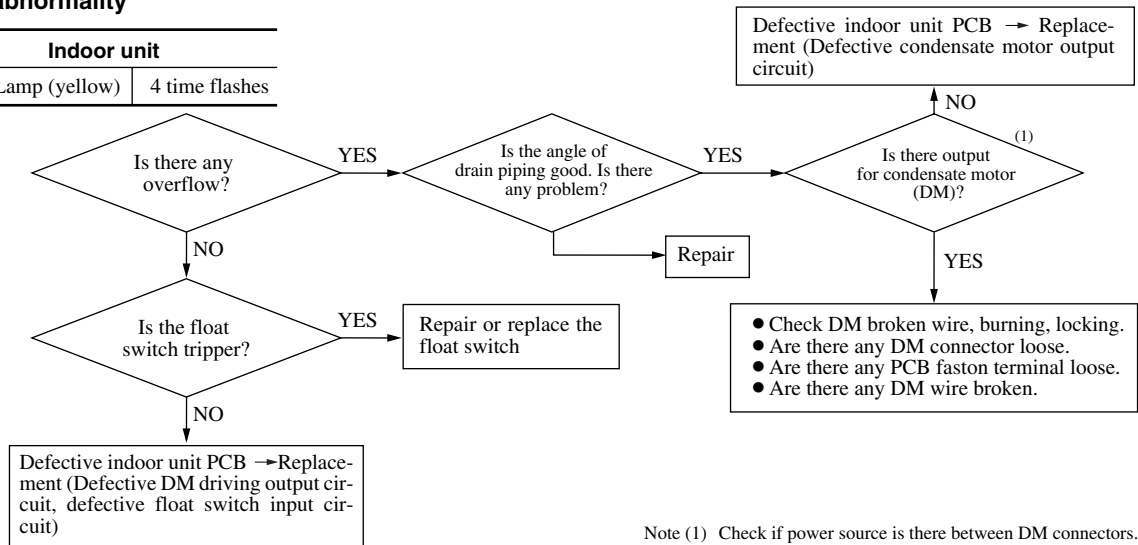 abnormality
Indoor unit
Lamp (yellow) 4 time flashes
Is there any
overflow?
YES
Is the angle of
drain piping good. Is there
any problem?
YES
Is there output
for condensate motor
(DM)?
(1)
NO
Defective indoor unit PCB → Replace-
ment (Defective condensate motor output
circuit)
Repair
YES
● Check DM broken wire, burning, locking.
● Are there any DM connector loose.
● Are there any PCB faston terminal loose.
● Are there any DM wire broken.
NO
Is the float
switch tripper?
YES
Repair or replace the
float switch
NO
Defective indoor unit PCB →Replace-
ment (Defective DM driving output cir-
cuit, defective float switch input cir-
cuit)
Note (1) Check if power source is there between DM connectors.